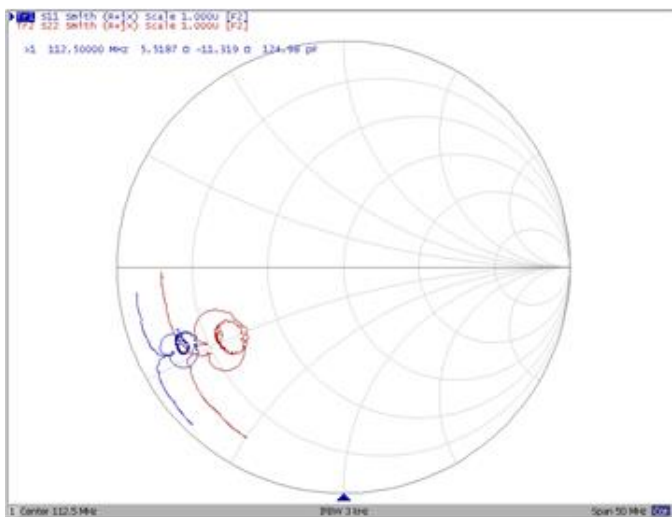 Tr1 S11 Smith (R+jX) Scale 1.000U [F2]
Tr2 S22 Smith (R+jX) Scale 1.000U [F2]
>1 112.50000 MHz 5.5187 Ω -11.319 Ω 124.98 pF
1 Center 112.5 MHz IFBW 3 kHz Span 50 MHz